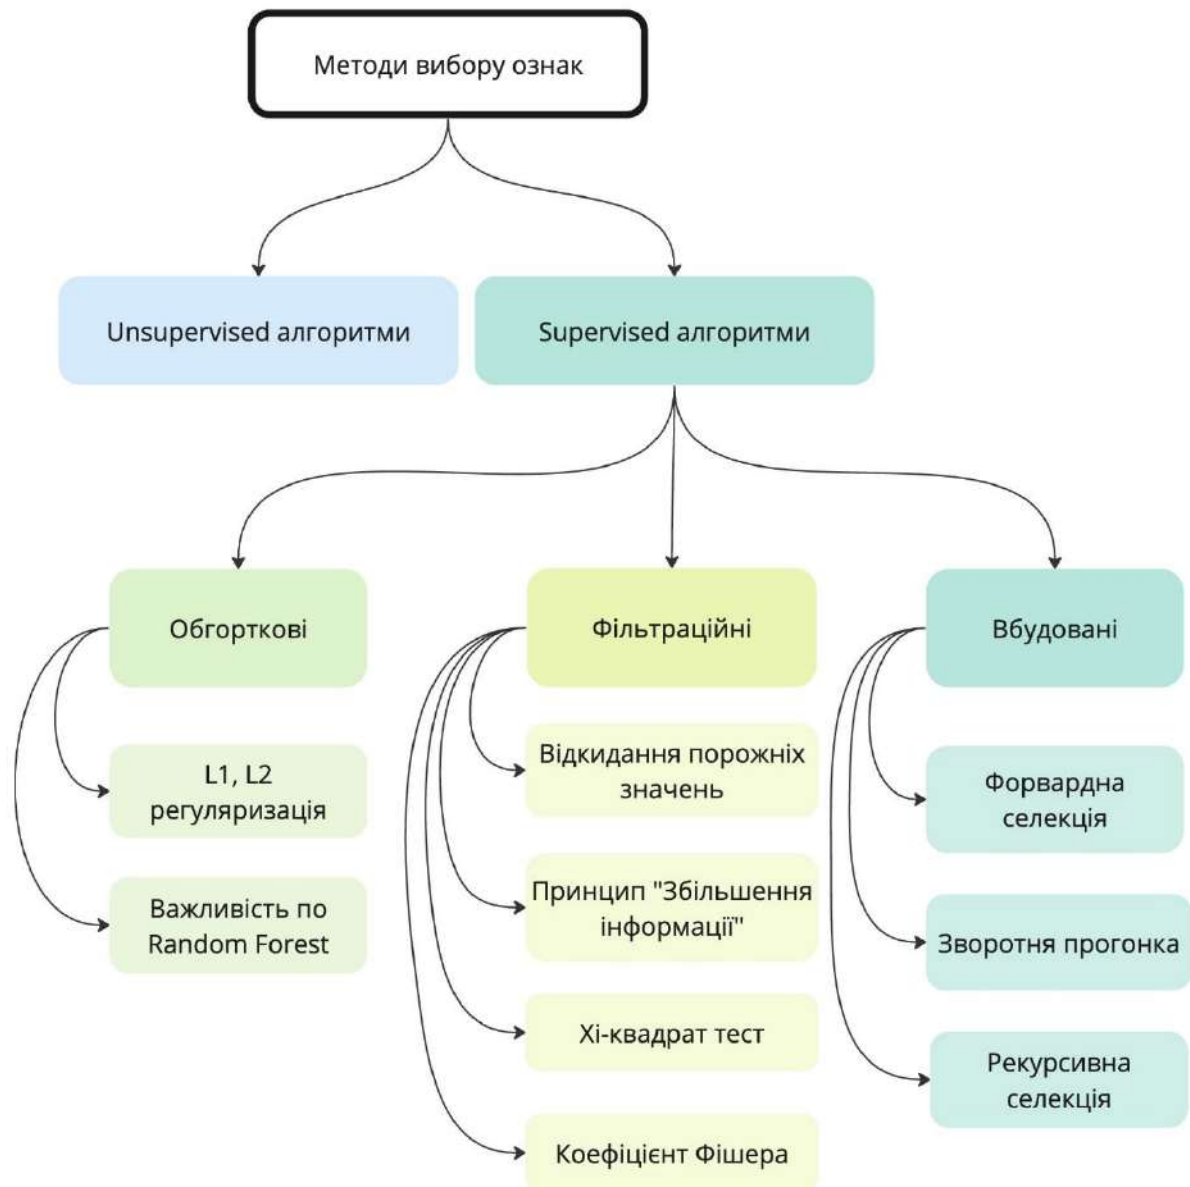 Методи вибору ознак
Unsupervised алгоритми
Supervised алгоритми
Обгорткові
Фільтраційні
Вбудовані
L1, L2
регуляризація
Важливість по
Random Forest
Відкидання порожніх
значень
Принцип "Збільшення
інформації"
Хі-квадрат тест
Коефіцієнт Фішера
Форвардна
селекція
Зворотня прогонка
Рекурсивна
селекція